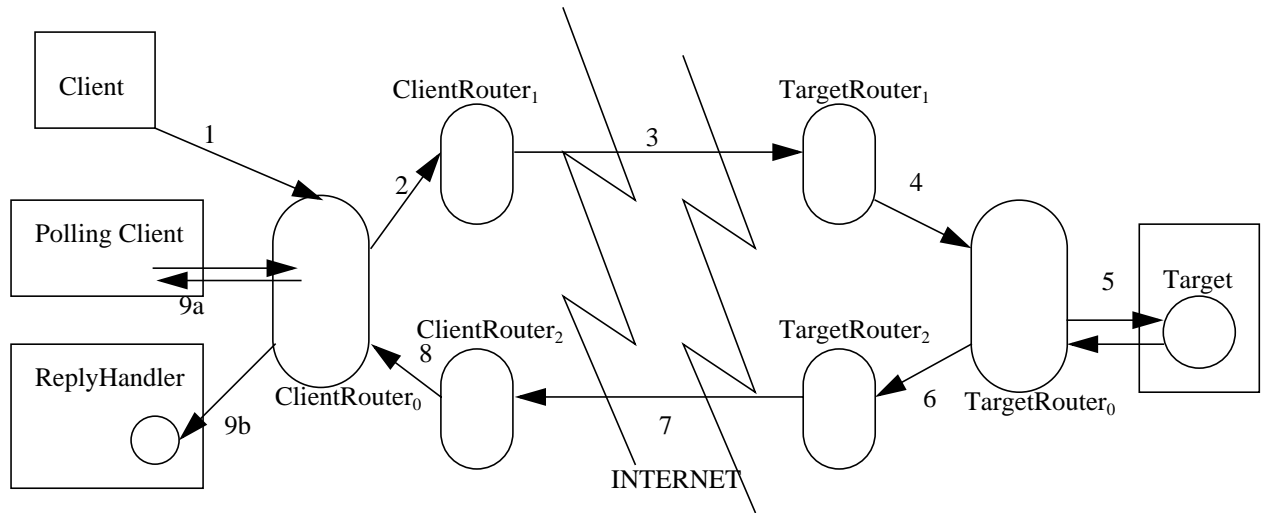 Client
1
ClientRouter₁
2
3
TargetRouter₁
4
Polling Client
9a
5
Target
ClientRouter₂
8
TargetRouter₂
ReplyHandler
ClientRouter₀
9b
7
6
TargetRouter₀
INTERNET